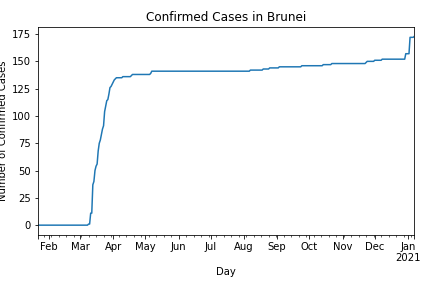 Confirmed Cases in Brunei
Number of Confirmed Cases
175
150
125
100
75
50
25
0
Feb Mar Apr May Jun Jul Aug Sep Oct Nov Dec Jan
2021
Day